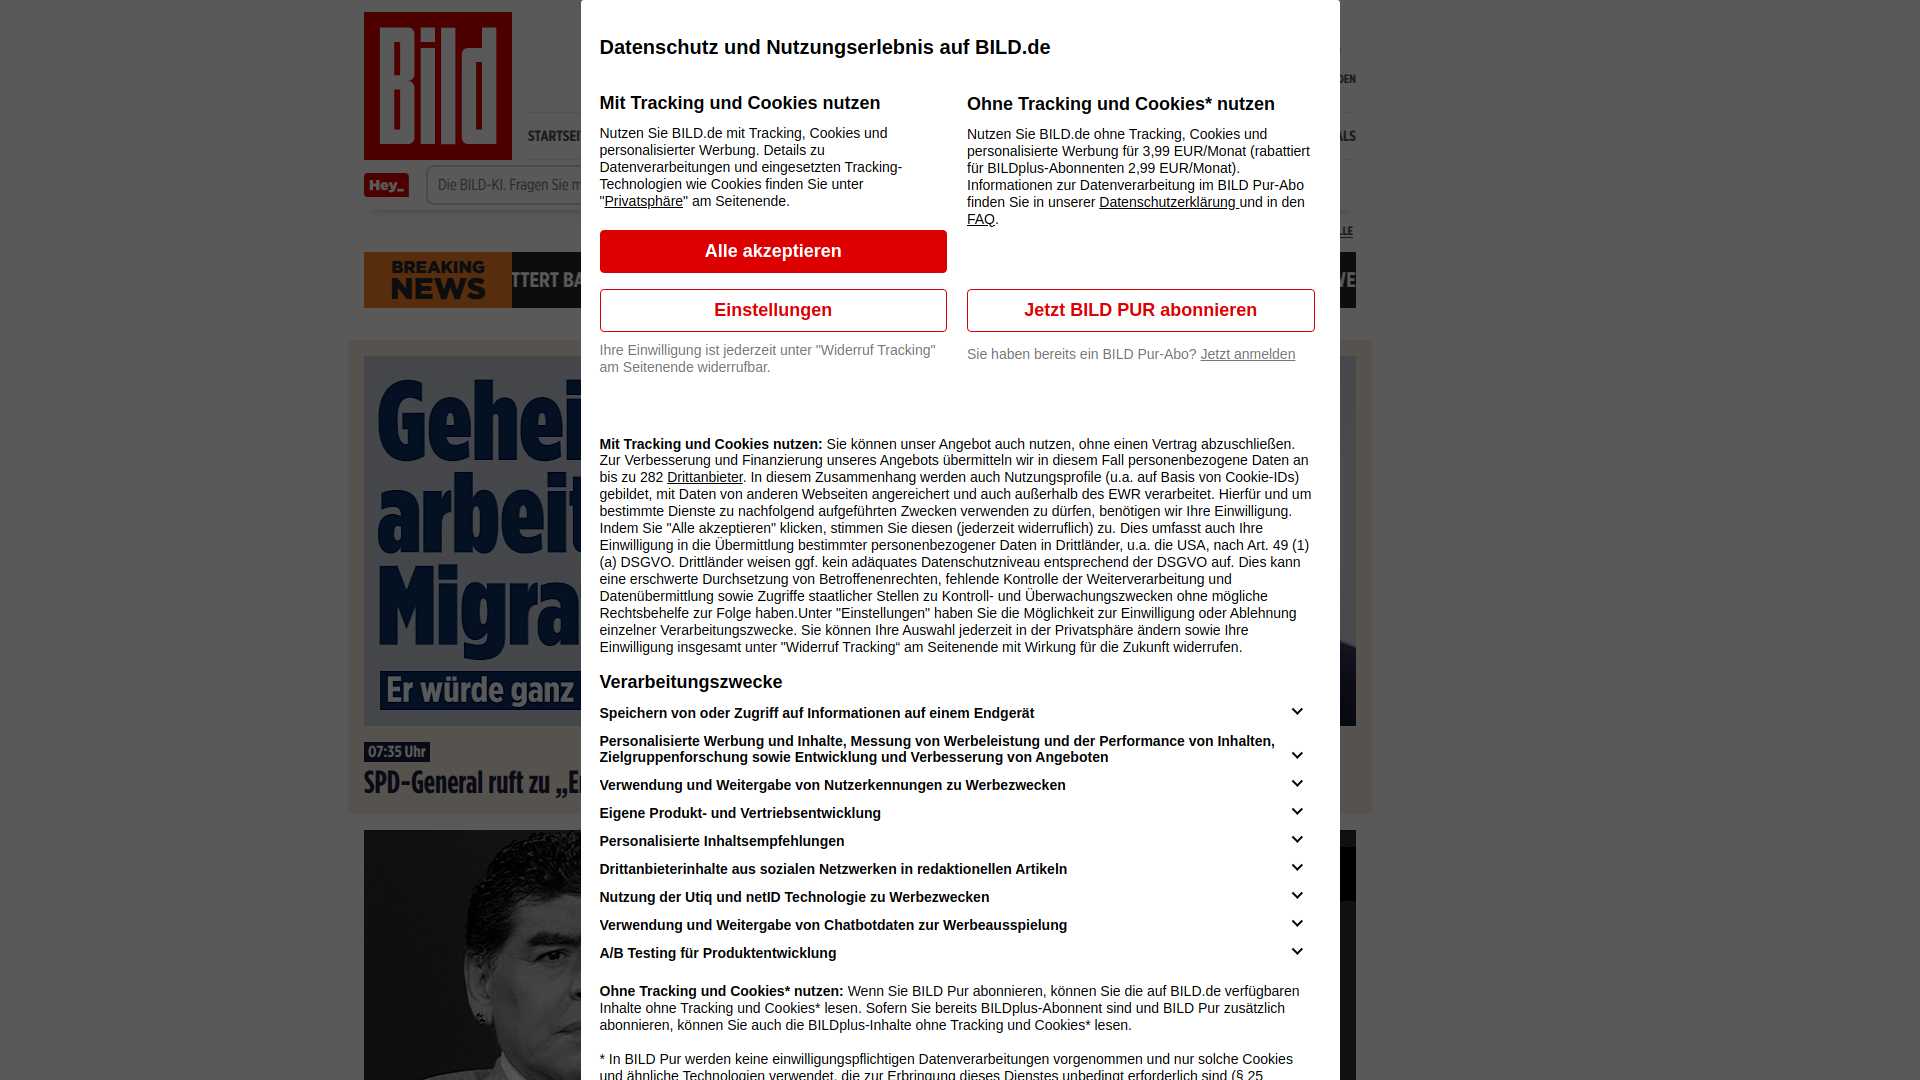 Bild
DEN
STARTSEI
ALS
Hey_
Die BILD-KI. Fragen Sie m
LLE
BREAKING
NEWS
TTERT BA
VE
Gehei
arbeit
Migra
Er würde ganz
07:35 Uhr
SPD-General ruft zu „E
Datenschutz und Nutzungserlebnis auf BILD.de
Mit Tracking und Cookies nutzen
Nutzen Sie BILD.de mit Tracking, Cookies und
personalisierter Werbung. Details zu
Datenverarbeitungen und eingesetzten Tracking-
Technologien wie Cookies finden Sie unter
"Privatsphäre" am Seitenende.
Alle akzeptieren
Einstellungen
Ihre Einwilligung ist jederzeit unter "Widerruf Tracking"
am Seitenende widerrufbar.
Ohne Tracking und Cookies* nutzen
Nutzen Sie BILD.de ohne Tracking, Cookies und
personalisierte Werbung für 3,99 EUR/Monat (rabattiert
für BILDplus-Abonnenten 2,99 EUR/Monat).
Informationen zur Datenverarbeitung im BILD Pur-Abo
finden Sie in unserer Datenschutzerklärung und in den
FAQ.
Jetzt BILD PUR abonnieren
Sie haben bereits ein BILD Pur-Abo? Jetzt anmelden
Mit Tracking und Cookies nutzen: Sie können unser Angebot auch nutzen, ohne einen Vertrag abzuschließen.
Zur Verbesserung und Finanzierung unseres Angebots übermitteln wir in diesem Fall personenbezogene Daten an
bis zu 282 Drittanbieter. In diesem Zusammenhang werden auch Nutzungsprofile (u.a. auf Basis von Cookie-IDs)
gebildet, mit Daten von anderen Webseiten angereichert und auch außerhalb des EWR verarbeitet. Hierfür und um
bestimmte Dienste zu nachfolgend aufgeführten Zwecken verwenden zu dürfen, benötigen wir Ihre Einwilligung.
Indem Sie "Alle akzeptieren" klicken, stimmen Sie diesen (jederzeit widerruflich) zu. Dies umfasst auch Ihre
Einwilligung in die Übermittlung bestimmter personenbezogener Daten in Drittländer, u.a. die USA, nach Art. 49 (1)
(a) DSGVO. Drittländer weisen ggf. kein adäquates Datenschutzniveau entsprechend der DSGVO auf. Dies kann
eine erschwerte Durchsetzung von Betroffenenrechten, fehlende Kontrolle der Weiterverarbeitung und
Datenübermittlung sowie Zugriffe staatlicher Stellen zu Kontroll- und Überwachungszwecken ohne mögliche
Rechtsbehelfe zur Folge haben.Unter "Einstellungen" haben Sie die Möglichkeit zur Einwilligung oder Ablehnung
einzelner Verarbeitungszwecke. Sie können Ihre Auswahl jederzeit in der Privatsphäre ändern sowie Ihre
Einwilligung insgesamt unter "Widerruf Tracking“ am Seitenende mit Wirkung für die Zukunft widerrufen.
Verarbeitungszwecke
Speichern von oder Zugriff auf Informationen auf einem Endgerät
Personalisierte Werbung und Inhalte, Messung von Werbeleistung und der Performance von Inhalten,
Zielgruppenforschung sowie Entwicklung und Verbesserung von Angeboten
Verwendung und Weitergabe von Nutzerkennungen zu Werbezwecken
Eigene Produkt- und Vertriebsentwicklung
Personalisierte Inhaltsempfehlungen
Drittanbieterinhalte aus sozialen Netzwerken in redaktionellen Artikeln
Nutzung der Utiq und netID Technologie zu Werbezwecken
Verwendung und Weitergabe von Chatbotdaten zur Werbeausspielung
A/B Testing für Produktentwicklung
Ohne Tracking und Cookies* nutzen: Wenn Sie BILD Pur abonnieren, können Sie die auf BILD.de verfügbaren
Inhalte ohne Tracking und Cookies* lesen. Sofern Sie bereits BILDplus-Abonnent sind und BILD Pur zusätzlich
abonnieren, können Sie auch die BILDplus-Inhalte ohne Tracking und Cookies* lesen.
* In BILD Pur werden keine einwilligungspflichtigen Datenverarbeitungen vorgenommen und nur solche Cookies
und ähnliche Technologien verwendet, die zur Erbringung dieses Dienstes unbedingt erforderlich sind (§ 25